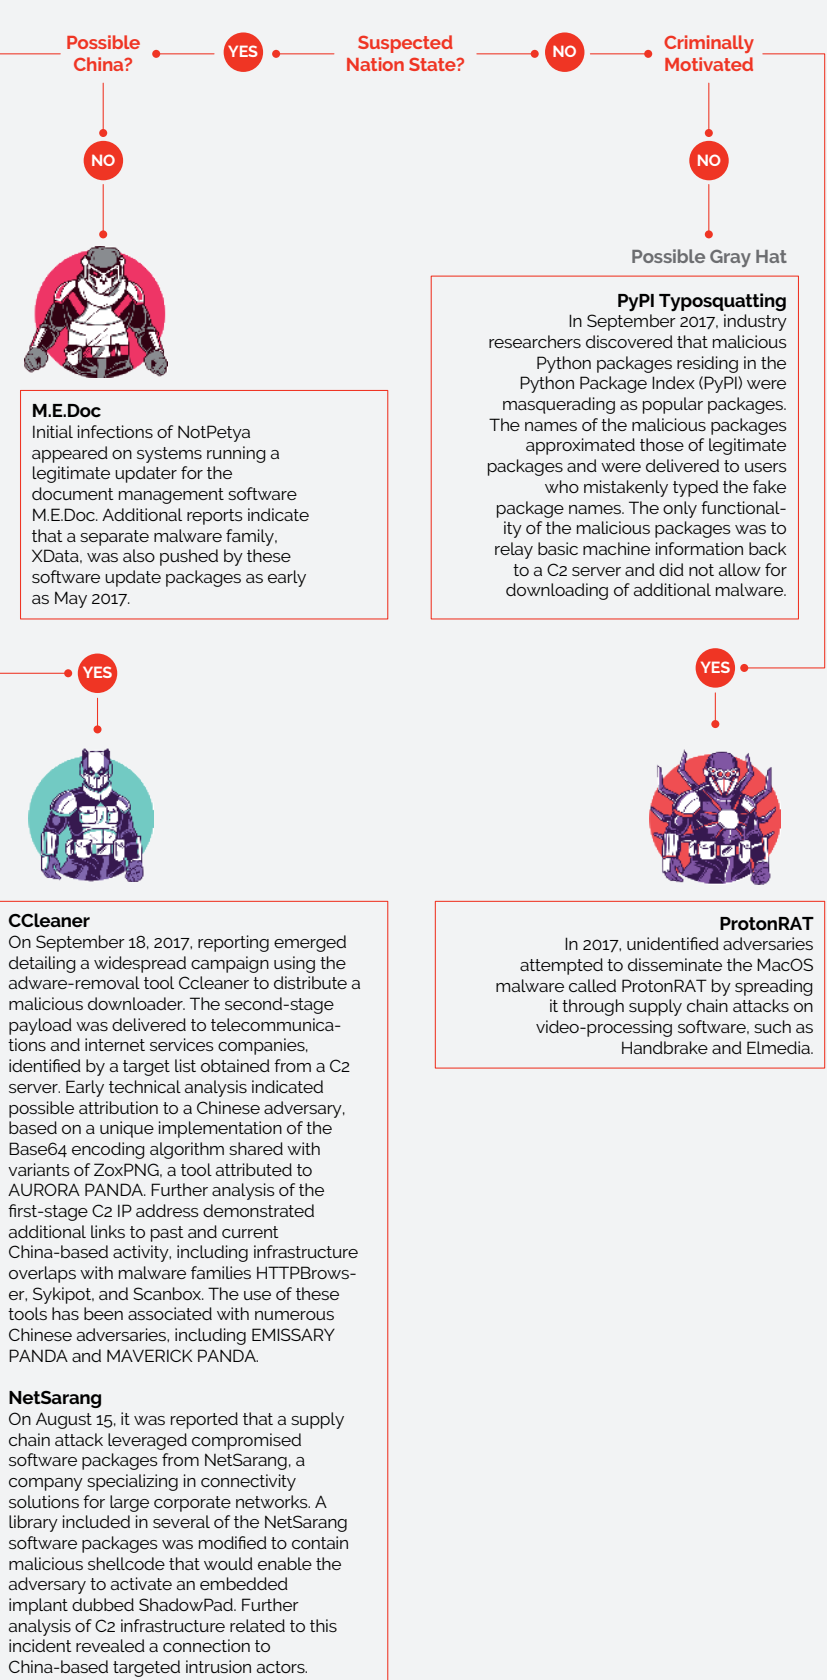 Possible
China?
YES
Suspected
Nation State?
NO
Criminally
Motivated
NO
NO
Possible Gray Hat
M.E.Doc
Initial infections of NotPetya
appeared on systems running a
legitimate updater for the
document management software
M.E.Doc. Additional reports indicate
that a separate malware family,
XData, was also pushed by these
software update packages as early
as May 2017.
PyPI Typosquatting
In September 2017, industry
researchers discovered that malicious
Python packages residing in the
Python Package Index (PyPI) were
masquerading as popular packages.
The names of the malicious packages
approximated those of legitimate
packages and were delivered to users
who mistakenly typed the fake
package names. The only functional-
ity of the malicious packages was to
relay basic machine information back
to a C2 server and did not allow for
downloading of additional malware.
YES
YES
CCleaner
On September 18, 2017, reporting emerged
detailing a widespread campaign using the
adware-removal tool Ccleaner to distribute a
malicious downloader. The second-stage
payload was delivered to telecommunica-
tions and internet services companies,
identified by a target list obtained from a C2
server. Early technical analysis indicated
possible attribution to a Chinese adversary,
based on a unique implementation of the
Base64 encoding algorithm shared with
variants of ZoxPNG, a tool attributed to
AURORA PANDA. Further analysis of the
first-stage C2 IP address demonstrated
additional links to past and current
China-based activity, including infrastructure
overlaps with malware families HTTPBrows-
er, Sykipot, and Scanbox. The use of these
tools has been associated with numerous
Chinese adversaries, including EMISSARY
PANDA and MAVERICK PANDA.
NetSarang
On August 15, it was reported that a supply
chain attack leveraged compromised
software packages from NetSarang, a
company specializing in connectivity
solutions for large corporate networks. A
library included in several of the NetSarang
software packages was modified to contain
malicious shellcode that would enable the
adversary to activate an embedded
implant dubbed ShadowPad. Further
analysis of C2 infrastructure related to this
incident revealed a connection to
China-based targeted intrusion actors.
ProtonRAT
In 2017, unidentified adversaries
attempted to disseminate the MacOS
malware called ProtonRAT by spreading
it through supply chain attacks on
video-processing software, such as
Handbrake and Elmedia.